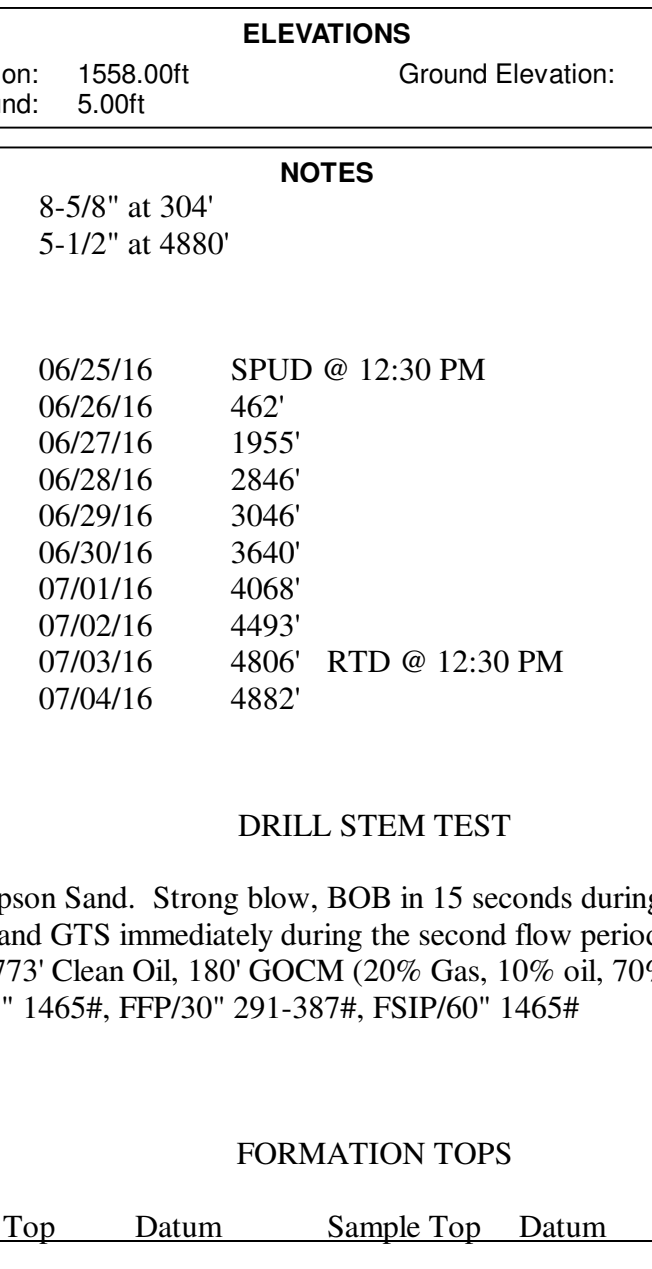 ELEVATIONS
on: 1558.00ft Ground Elevation:
nd: 5.00ft
NOTES
8-5/8" at 304'
5-1/2" at 4880'
06/25/16 SPUD @ 12:30 PM
06/26/16 462'
06/27/16 1955'
06/28/16 2846'
06/29/16 3046'
06/30/16 3640'
07/01/16 4068'
07/02/16 4493'
07/03/16 4806' RTD @ 12:30 PM
07/04/16 4882'
DRILL STEM TEST
pson Sand. Strong blow, BOB in 15 seconds during
and GTS immediately during the second flow period
773' Clean Oil, 180' GOCM (20% Gas, 10% oil, 70%
" 1465#, FFP/30" 291-387#, FSIP/60" 1465#
FORMATION TOPS
Top Datum Sample Top Datum